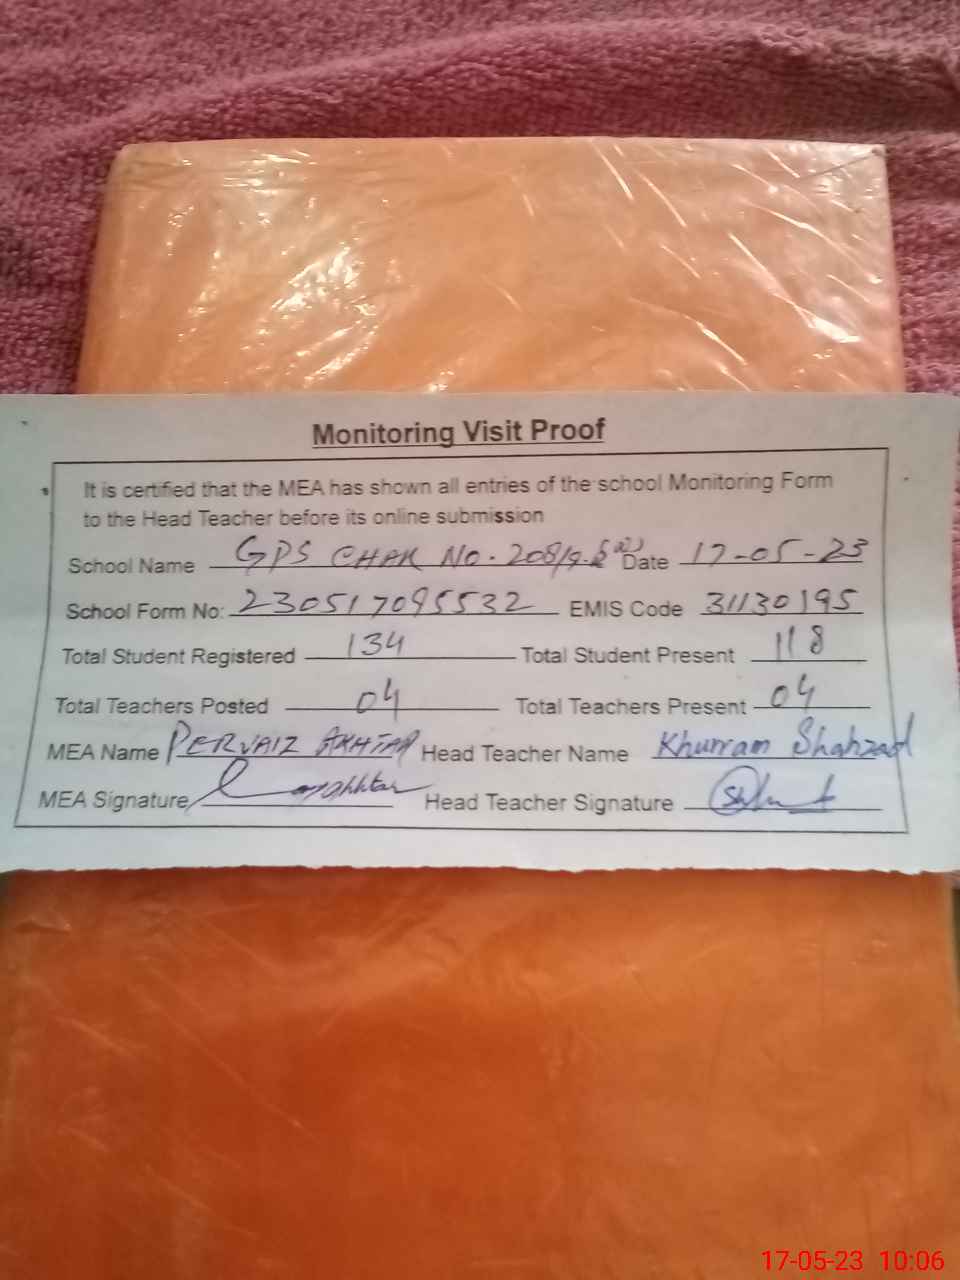 Monitoring Visit Proof
It is certified that the MEA has shown all entries of the school Monitoring Form
to the Head Teacher before its online submission
School Name GPS CHAK NO. 208/9-R Date 17-05-23
School Form No: 230517095532 EMIS Code 31130195
Total Student Registered 134 Total Student Present 118
Total Teachers Posted 04 Total Teachers Present 04
MEA Name PERVAIZ AKHTAR Head Teacher Name Khurram Shahzad
MEA Signature Head Teacher Signature
17-05-23 10:06